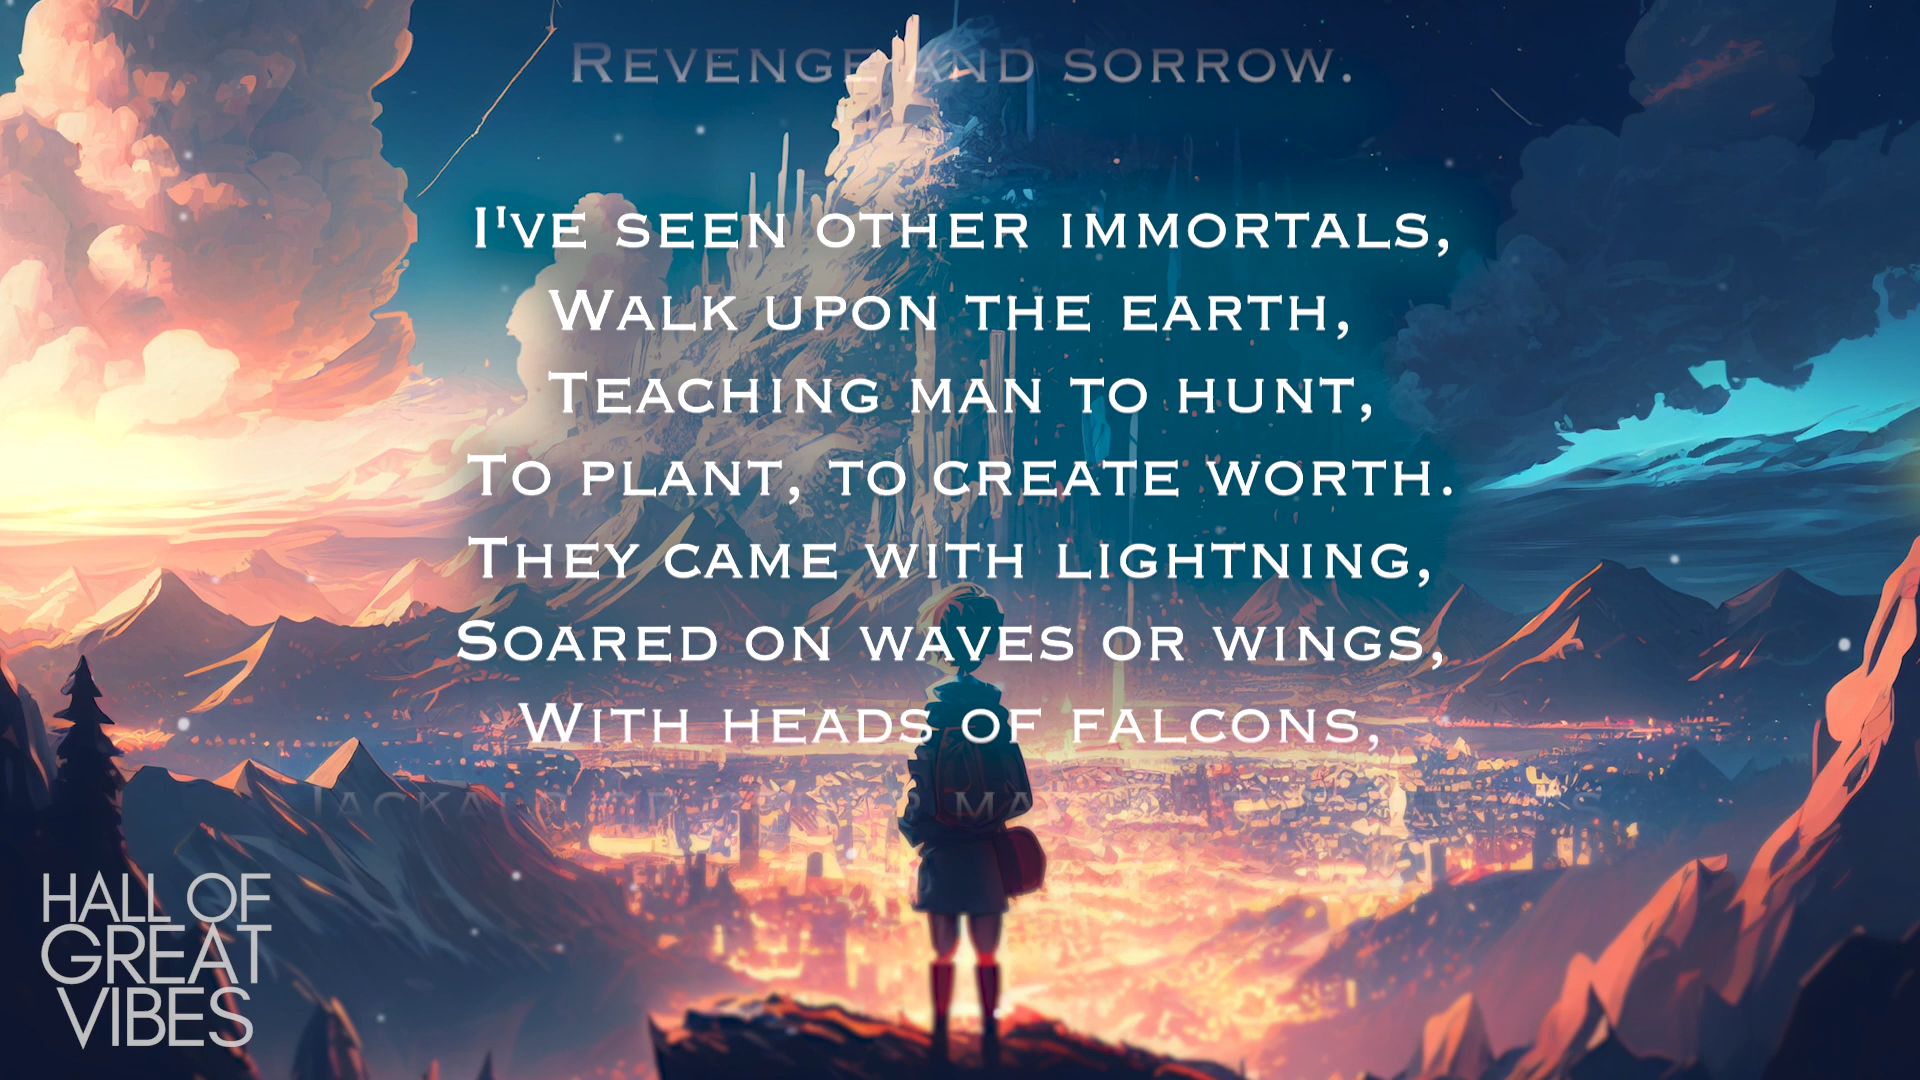 Revenge and sorrow.
I've seen other immortals,
Walk upon the earth,
Teaching man to hunt,
To plant, to create worth.
They came with lightning,
Soared on waves or wings,
With heads of falcons,
HALL OF
GREAT
VIBES